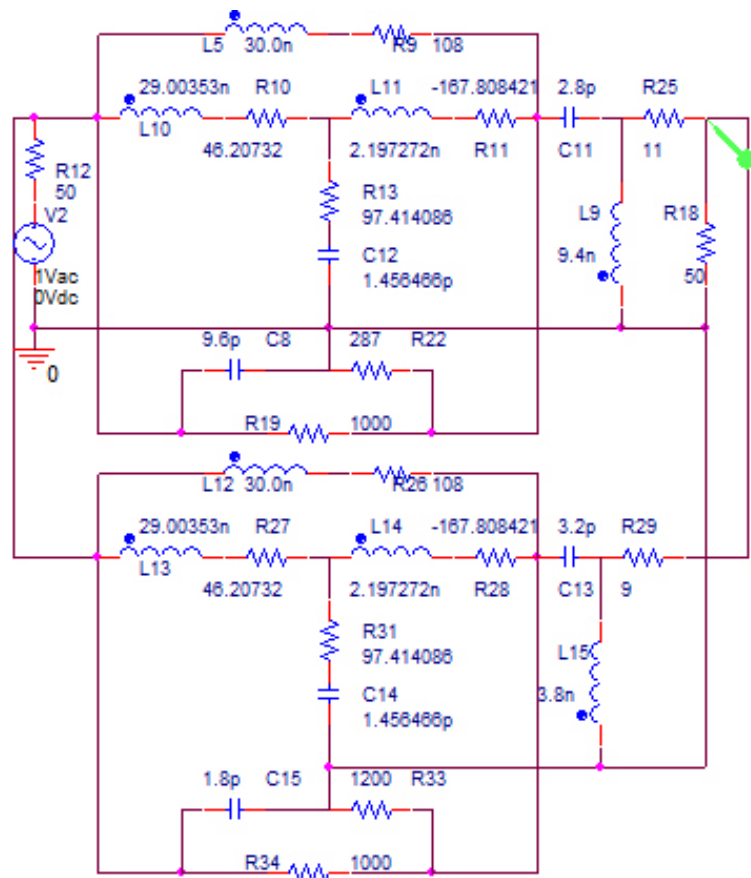 L5 30.0n R9 108
29.00353n R10 L11 -167.808421 2.8p R25
L10 46.20732 2.197272n R11 C11 11
R12
50
V2
1Vac
0Vdc
R13
97.414086
C12
1.456466p
L9
9.4n
R18
50
0
9.6p C8 287 R22
R19 1000
L12 30.0n R26 108
29.00353n R27 L14 -167.808421 3.2p R29
L13 46.20732 2.197272n R28 C13 9
R31
97.414086
C14
1.456466p
L15
3.8n
1.8p C15 1200 R33
R34 1000